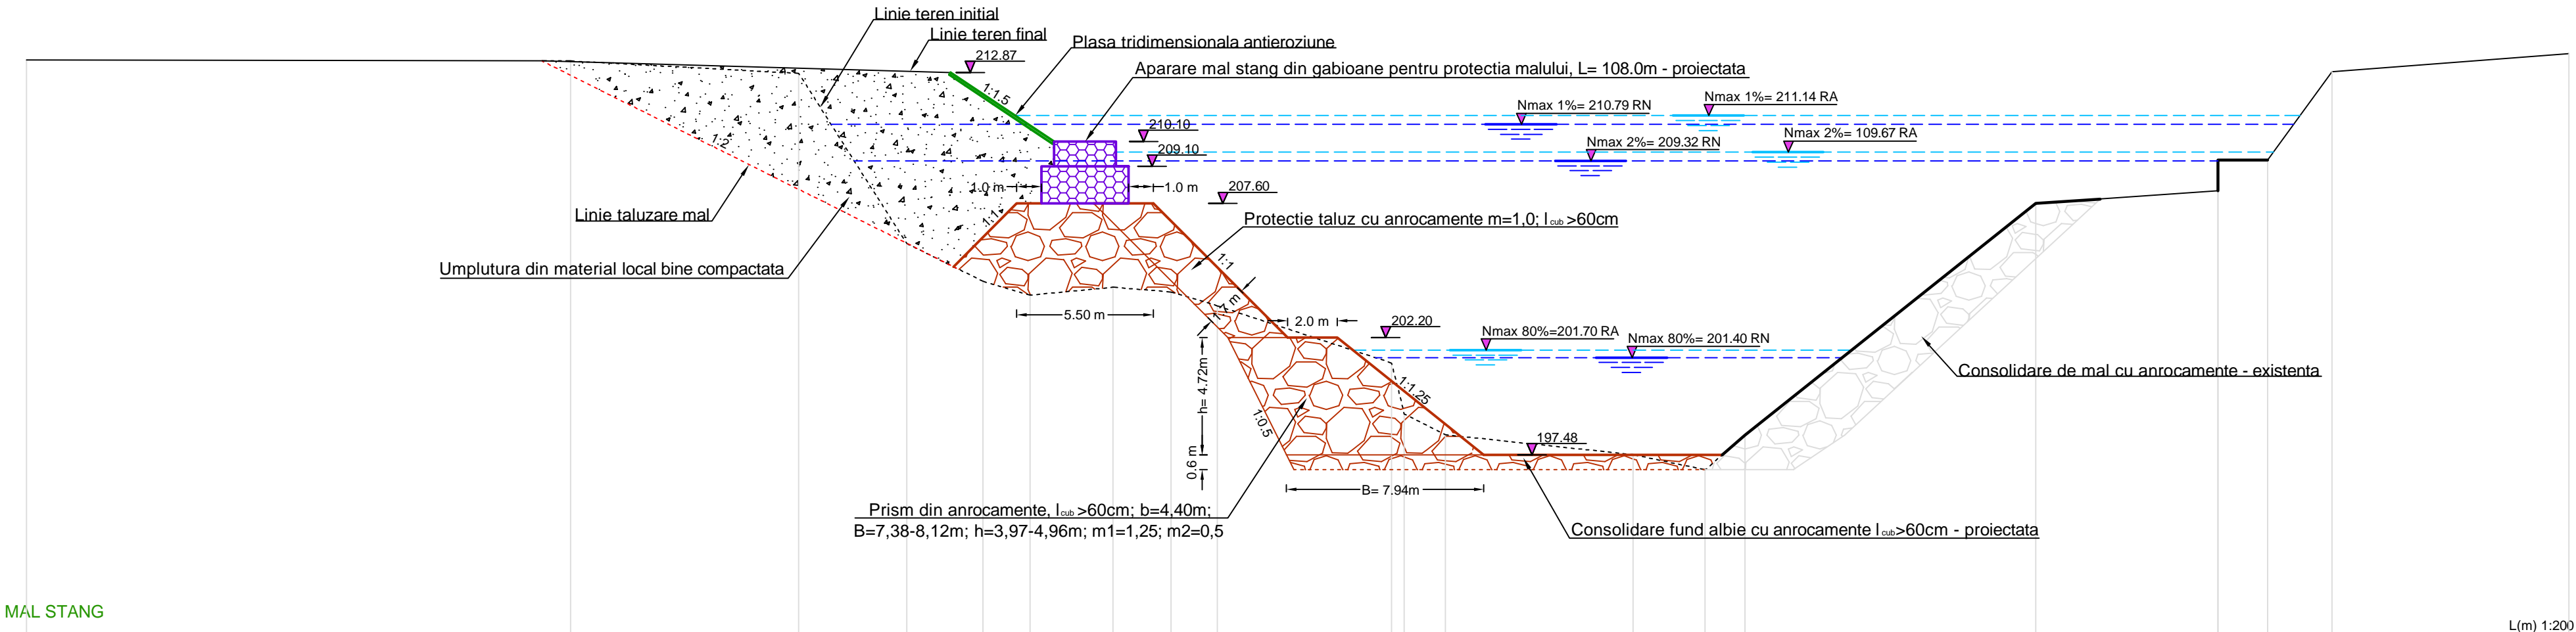 Linie teren initial
Linie teren final
Plasa tridimensionala antieroziune
212.87
Aparare mal stang din gabioane pentru protectia malului, L= 108.0m - proiectata
1:1.5
Nmax 1%= 210.79 RN
Nmax 1%= 211.14 RA
210.10
Nmax 2%= 209.32 RN
Nmax 2%= 109.67 RA
1:2
209.10
1.0 m
1.0 m
207.60
Linie taluzare mal
1:1
Protectie taluz cu anrocamente m=1,0; l cub >60cm
Umplutura din material local bine compactata
1:1
1.7 m
5.50 m
2.0 m
202.20
Nmax 80%=201.70 RA
Nmax 80%= 201.40 RN
h= 4.72m
1:1.25
Consolidare de mal cu anrocamente - existenta
1:0.5
197.48
0.6 m
B= 7.94m
Prism din anrocamente, l cub >60cm; b=4,40m;
B=7,38-8,12m; h=3,97-4,96m; m1=1,25; m2=0,5
Consolidare fund albie cu anrocamente l cub >60cm - proiectata
MAL STANG
L(m) 1:200